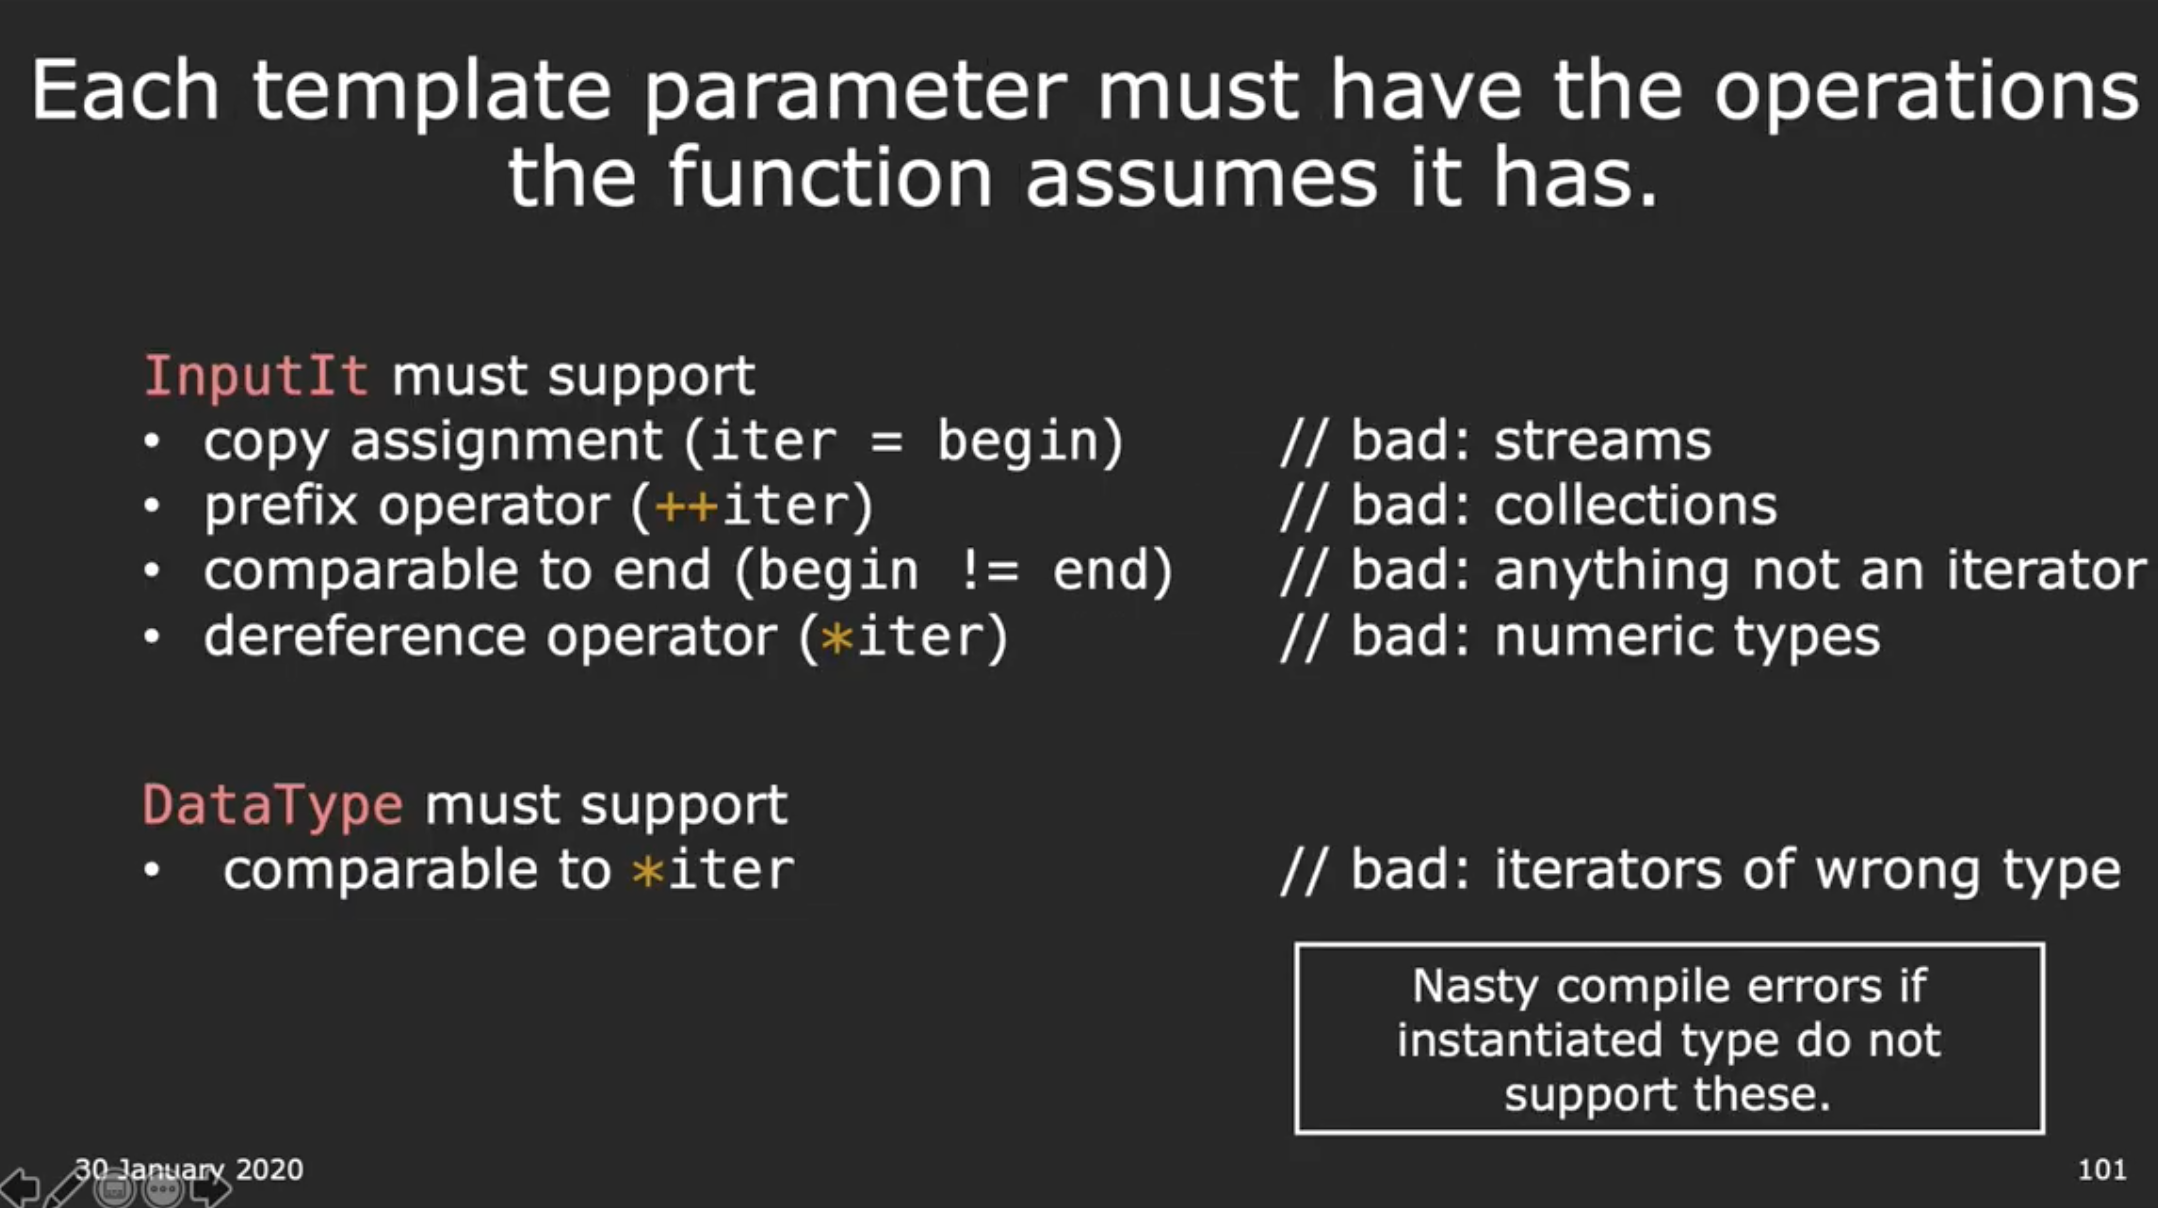 Each template parameter must have the operations
the function assumes it has.
InputIt must support
• copy assignment (iter = begin) // bad: streams
• prefix operator (++iter) // bad: collections
• comparable to end (begin != end) // bad: anything not an iterator
• dereference operator (*iter) // bad: numeric types
DataType must support
• comparable to *iter // bad: iterators of wrong type
Nasty compile errors if
instantiated type do not
support these.
30 January 2020
101